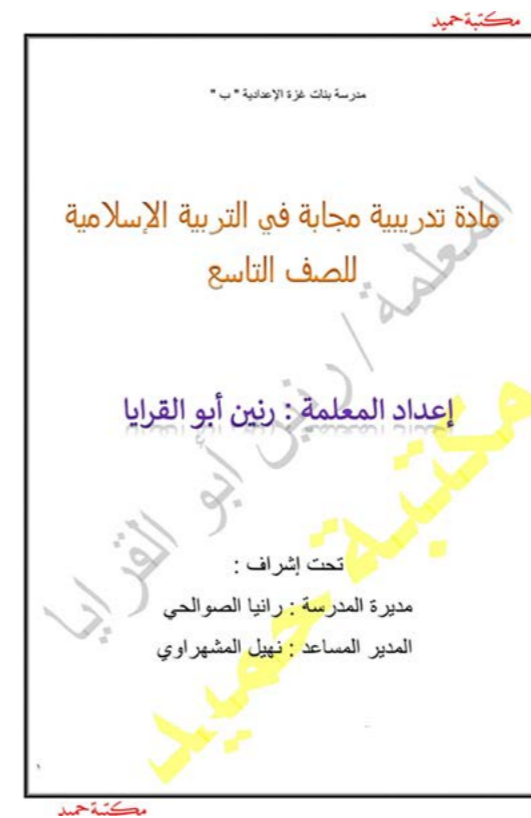 مكتبة حميد
مدرسة بنات غزة الإعدادية " ب "
مادة تدريبية مجابة في التربية الإسلامية
للصف التاسع
إعداد المعلمة : رنين أبو القرايا
المعلمة / رنين أبو القرايا
مكتبة حميد
تحت إشراف :
مديرة المدرسة : رانيا الصوالحي
المدير المساعد : نهيل المشهراوي
١
مكتبة حميد